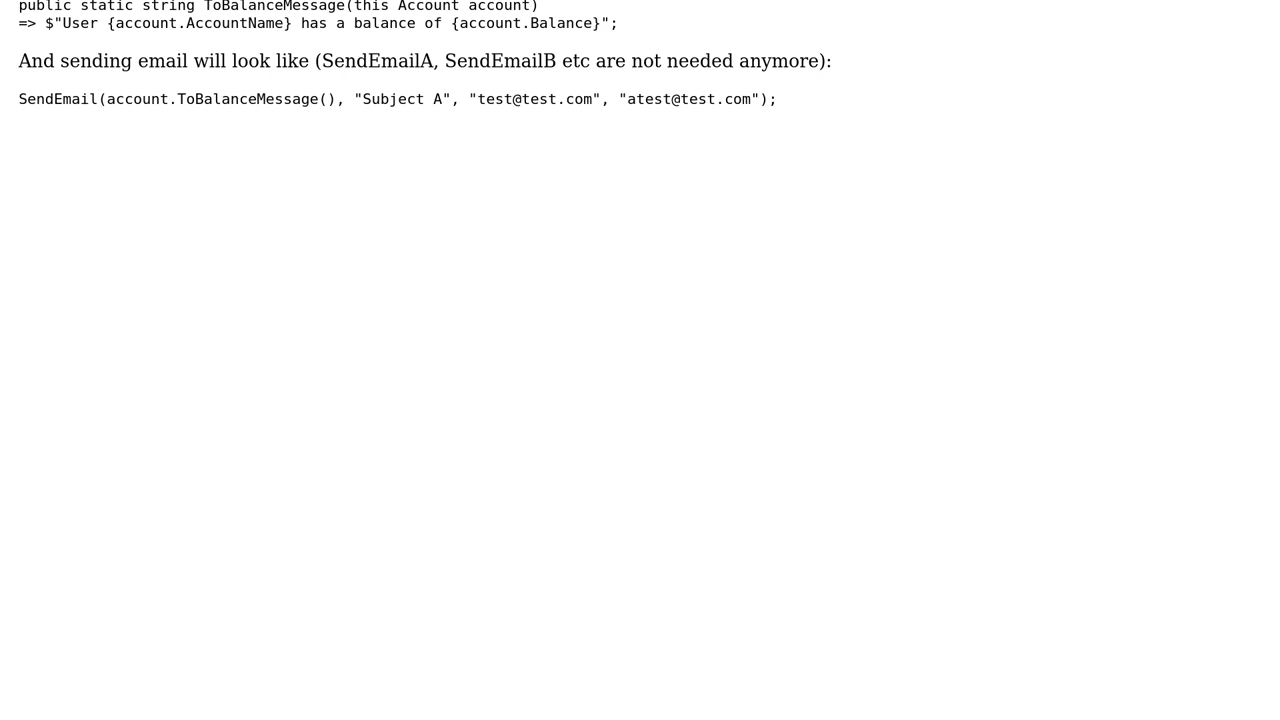 public static string ToBalanceMessage(this Account account)
=> $"User {account.AccountName} has a balance of {account.Balance}";
And sending email will look like (SendEmailA, SendEmailB etc are not needed anymore):
SendEmail(account.ToBalanceMessage(), "Subject A", "test@test.com", "atest@test.com");